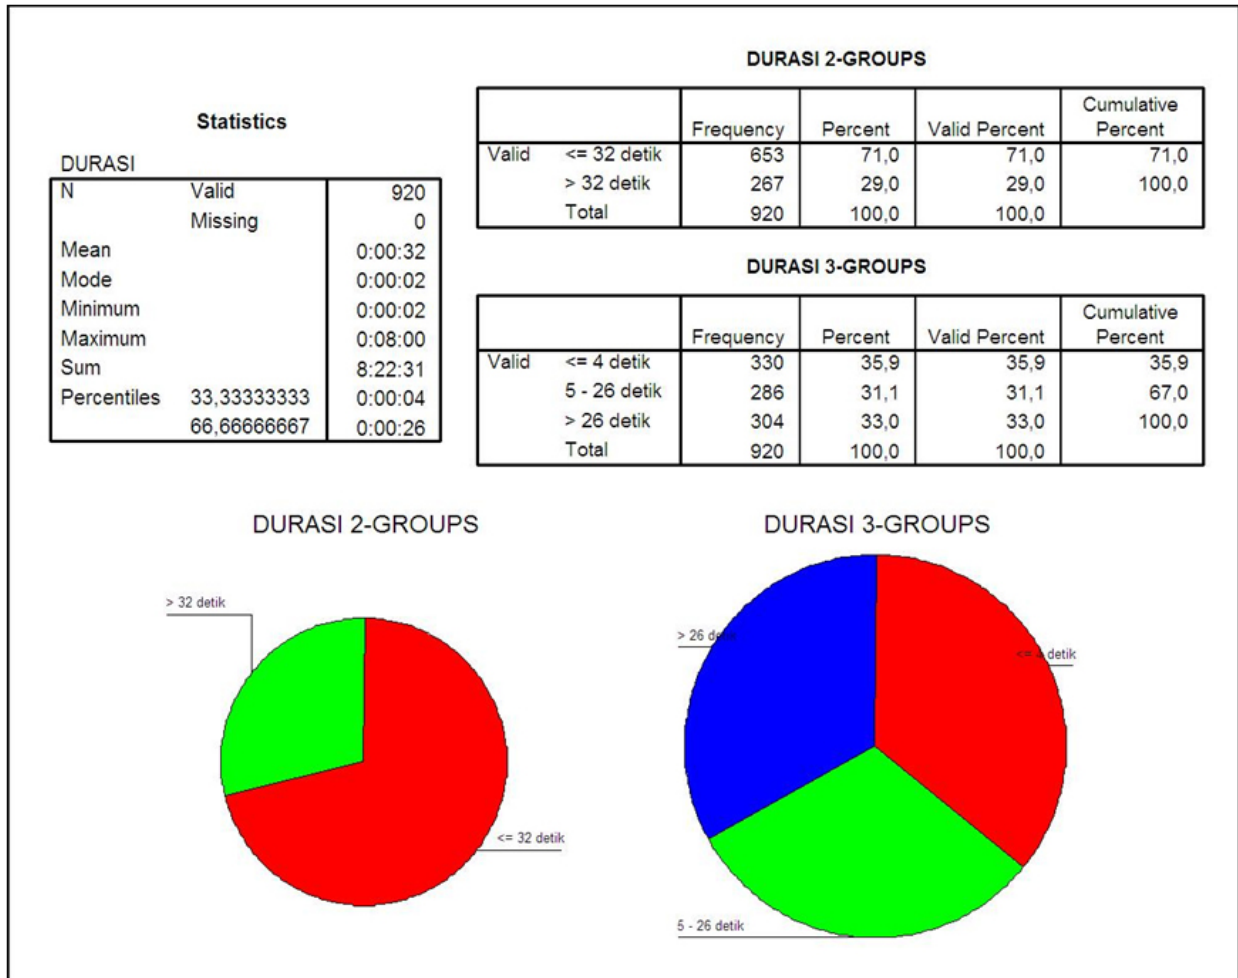 Statistics
DURASI
N Valid 920
Missing 0
Mean 0:00:32
Mode 0:00:02
Minimum 0:00:02
Maximum 0:08:00
Sum 8:22:31
Percentiles 33,33333333 0:00:04
66,66666667 0:00:26
DURASI 2-GROUPS
Frequency Percent Valid Percent Cumulative Percent
Valid <= 32 detik 653 71,0 71,0 71,0
> 32 detik 267 29,0 29,0 100,0
Total 920 100,0 100,0
DURASI 3-GROUPS
Frequency Percent Valid Percent Cumulative Percent
Valid <= 4 detik 330 35,9 35,9 35,9
5 - 26 detik 286 31,1 31,1 67,0
> 26 detik 304 33,0 33,0 100,0
Total 920 100,0 100,0
DURASI 2-GROUPS
> 32 detik
<= 32 detik
DURASI 3-GROUPS
> 26 detik
<= 4 detik
5 - 26 detik